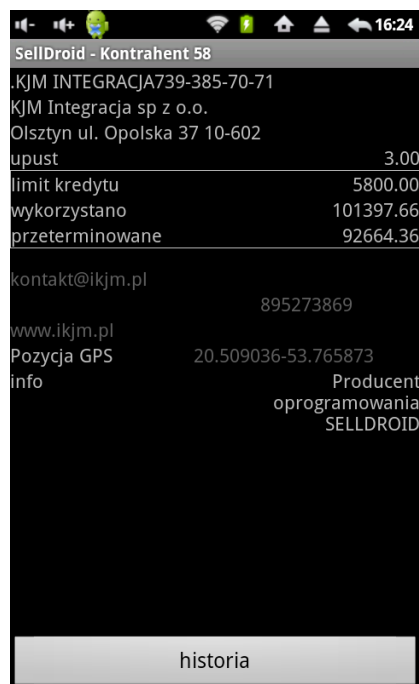 16:24
SellDroid - Kontrahent 58
.KJM INTEGRACJA739-385-70-71
KJM Integracja sp z o.o.
Olsztyn ul. Opolska 37 10-602
upust 3.00
limit kredytu 5800.00
wykorzystano 101397.66
przeterminowane 92664.36
kontakt@ikjm.pl
895273869
www.ikjm.pl
Pozycja GPS 20.509036-53.765873
info Producent
oprogramowania
SELLDROID
historia